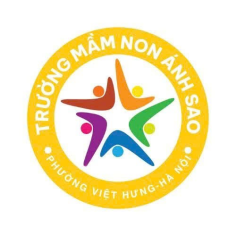 TRƯỜNG MẦM NON ÁNH SAO
PHƯỜNG VIỆT HƯNG-HÀ NỘI